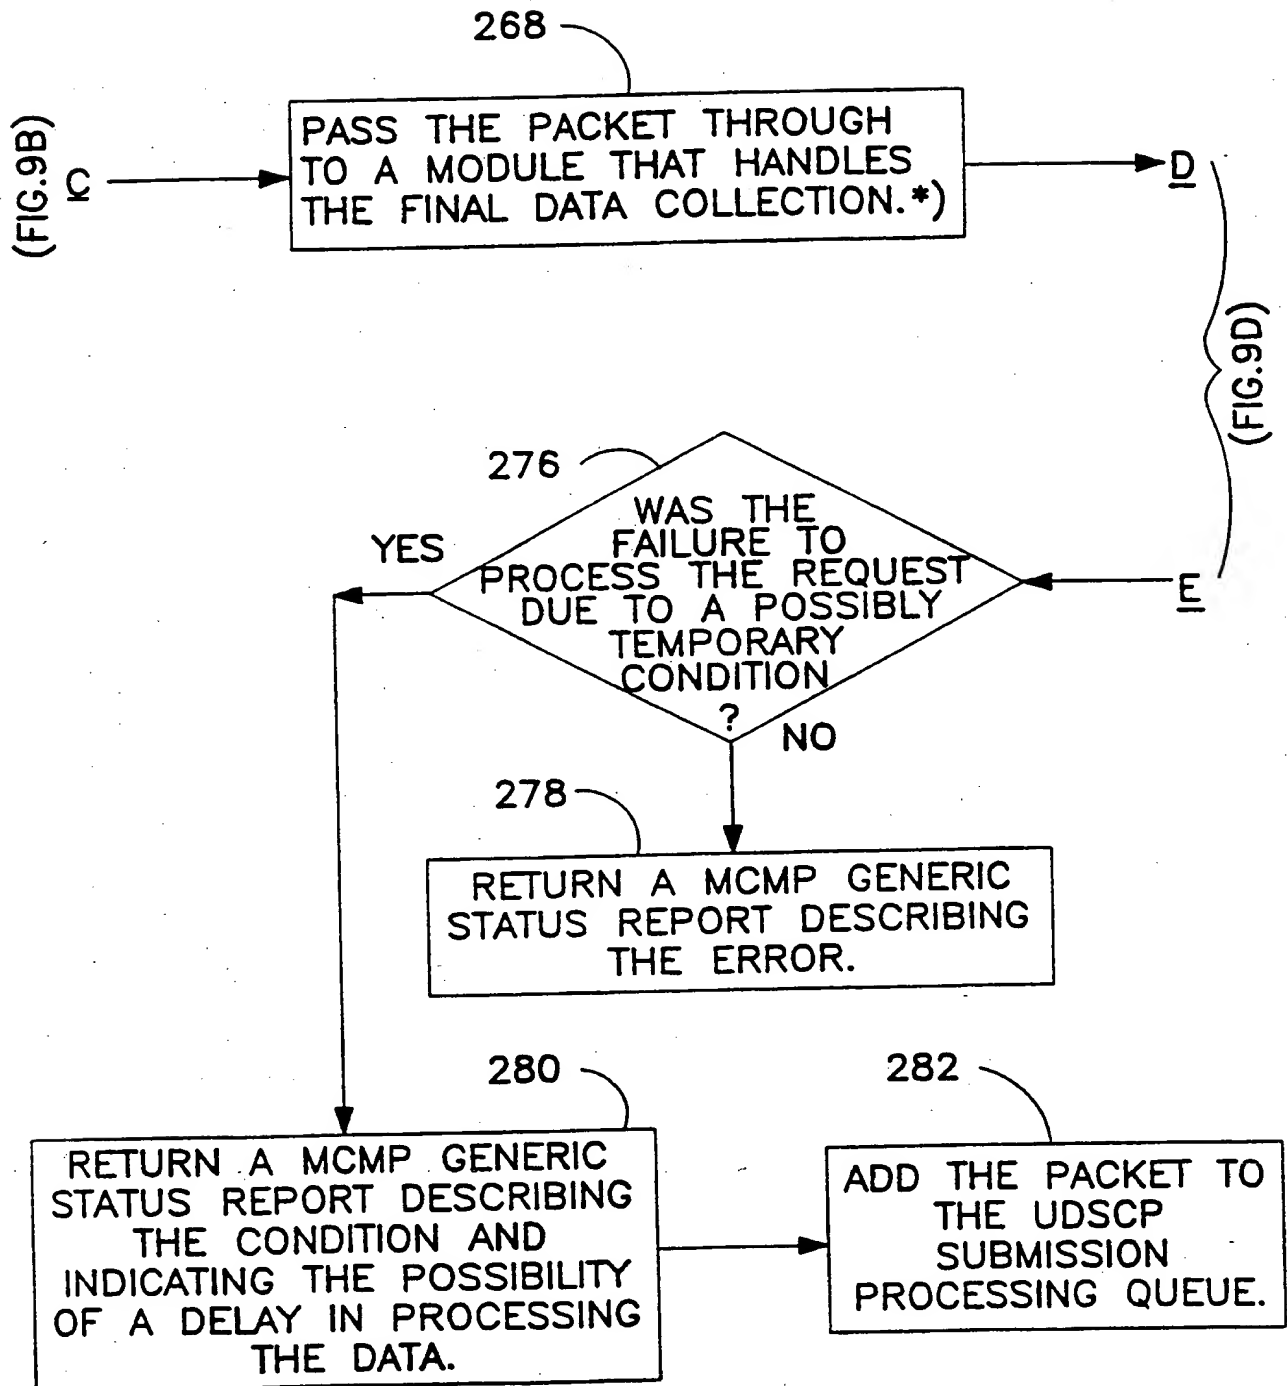 268
(FIG.9B)
C
PASS THE PACKET THROUGH
TO A MODULE THAT HANDLES
THE FINAL DATA COLLECTION.*)
D
(FIG.9D)
276
YES
WAS THE
FAILURE TO
PROCESS THE REQUEST
DUE TO A POSSIBLY
TEMPORARY
CONDITION
?
E
NO
278
RETURN A MCMP GENERIC
STATUS REPORT DESCRIBING
THE ERROR.
280
RETURN A MCMP GENERIC
STATUS REPORT DESCRIBING
THE CONDITION AND
INDICATING THE POSSIBILITY
OF A DELAY IN PROCESSING
THE DATA.
282
ADD THE PACKET TO
THE UDSCP
SUBMISSION
PROCESSING QUEUE.